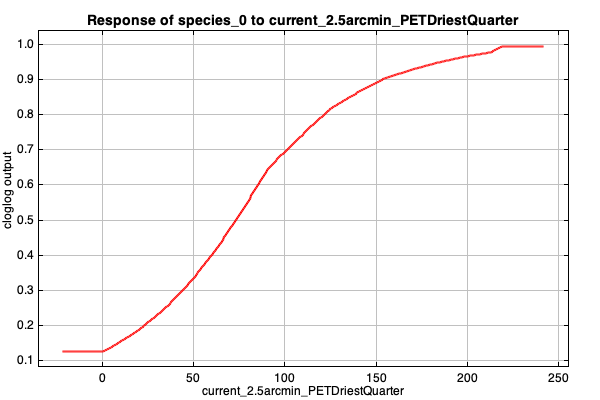 Response of species_0 to current_2.5arcmin_PETDriestQuarter
1.0
0.9
0.8
0.7
0.6
0.5
0.4
0.3
0.2
0.1
cloglog output
0 50 100 150 200 250
current_2.5arcmin_PETDriestQuarter